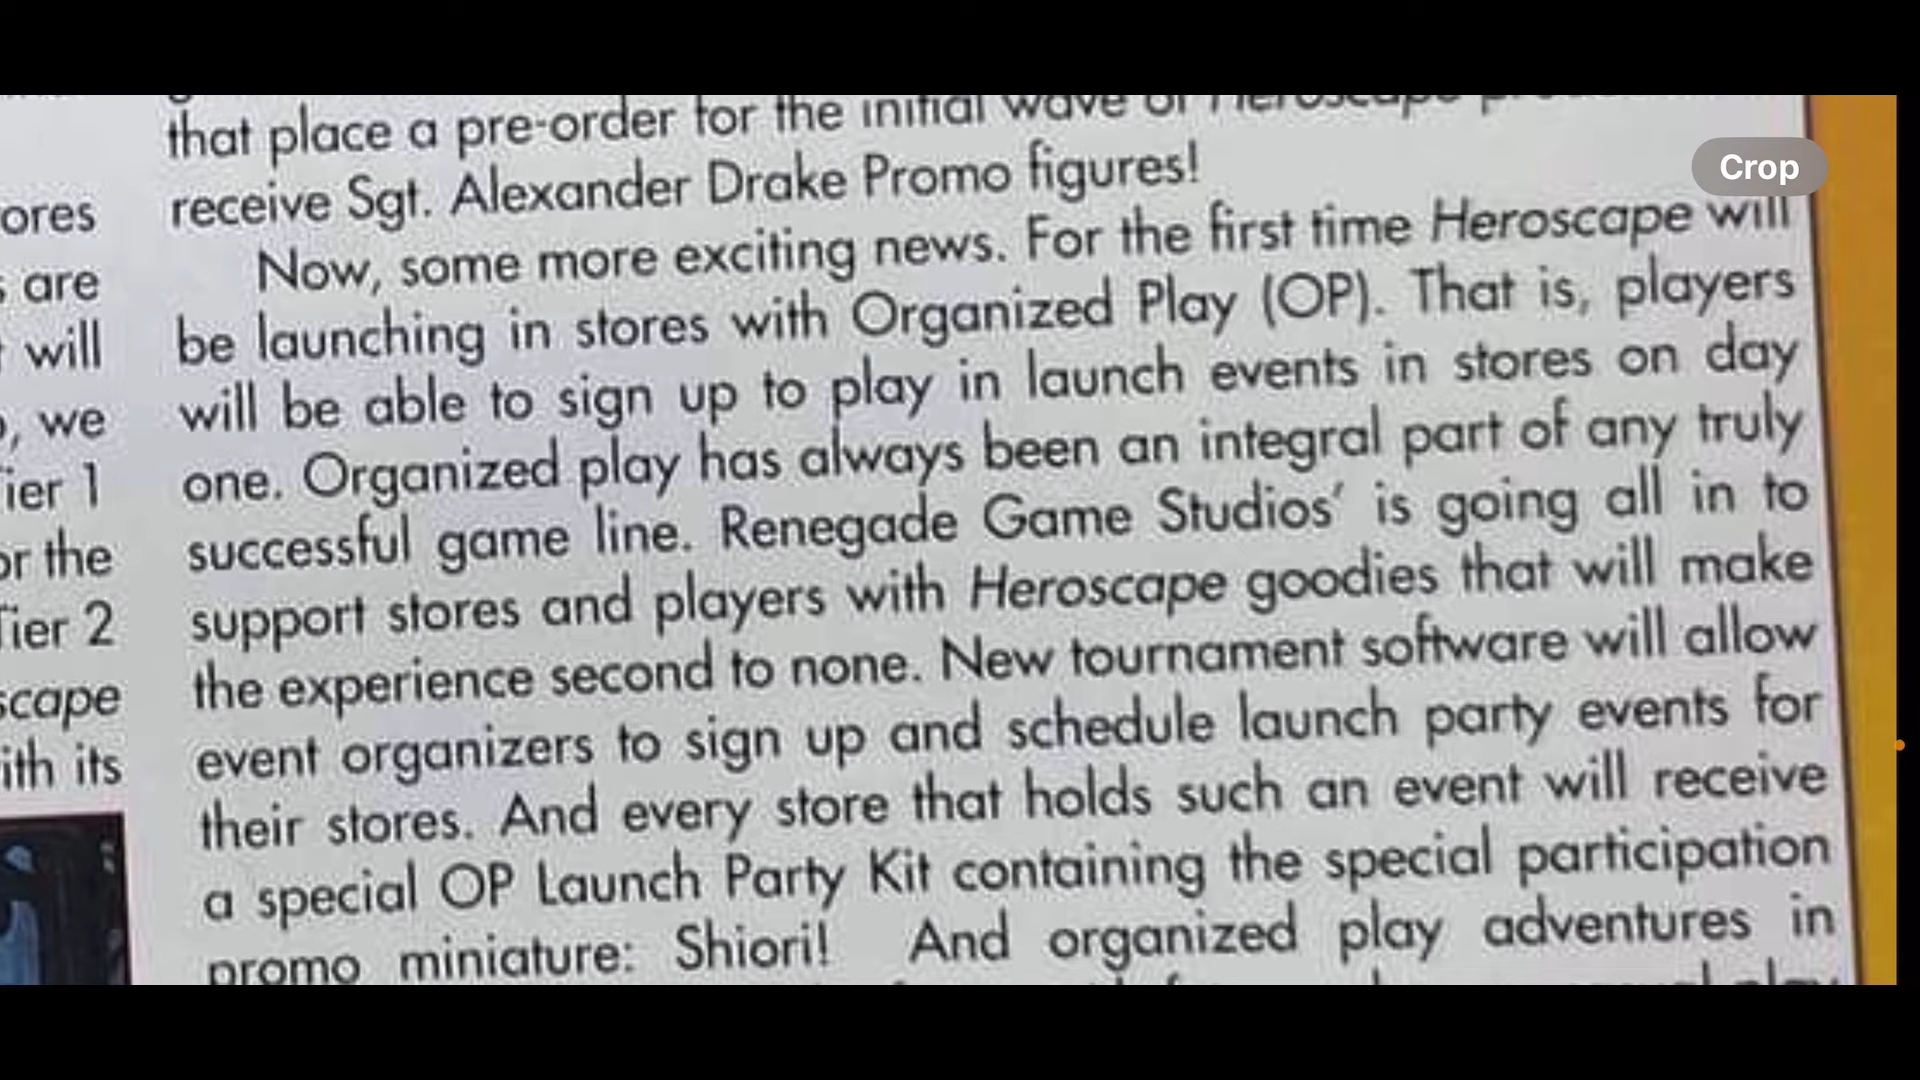 ores
s are
will
, we
ier 1
or the
Tier 2
scape
ith its
that place a pre-order for the initial wave of Heroscape
receive Sgt. Alexander Drake Promo figures!
Now, some more exciting news. For the first time Heroscape will
be launching in stores with Organized Play (OP). That is, players
will be able to sign up to play in launch events in stores on day
one. Organized play has always been an integral part of any truly
successful game line. Renegade Game Studios’ is going all in to
support stores and players with Heroscape goodies that will make
the experience second to none. New tournament software will allow
event organizers to sign up and schedule launch party events for
their stores. And every store that holds such an event will receive
a special OP Launch Party Kit containing the special participation
promo miniature: Shiori! And organized play adventures in
play
Crop